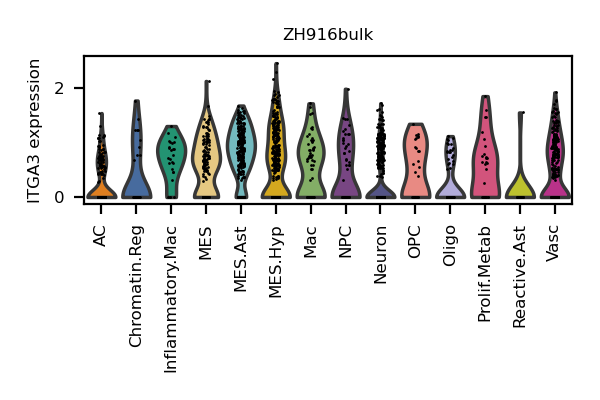 ZH916bulk
ITGA3 expression
2
0
AC
Chromatin.Reg
Inflammatory.Mac
MES
MES.Ast
MES.Hyp
Mac
NPC
Neuron
OPC
Oligo
Prolif.Metab
Reactive.Ast
Vasc